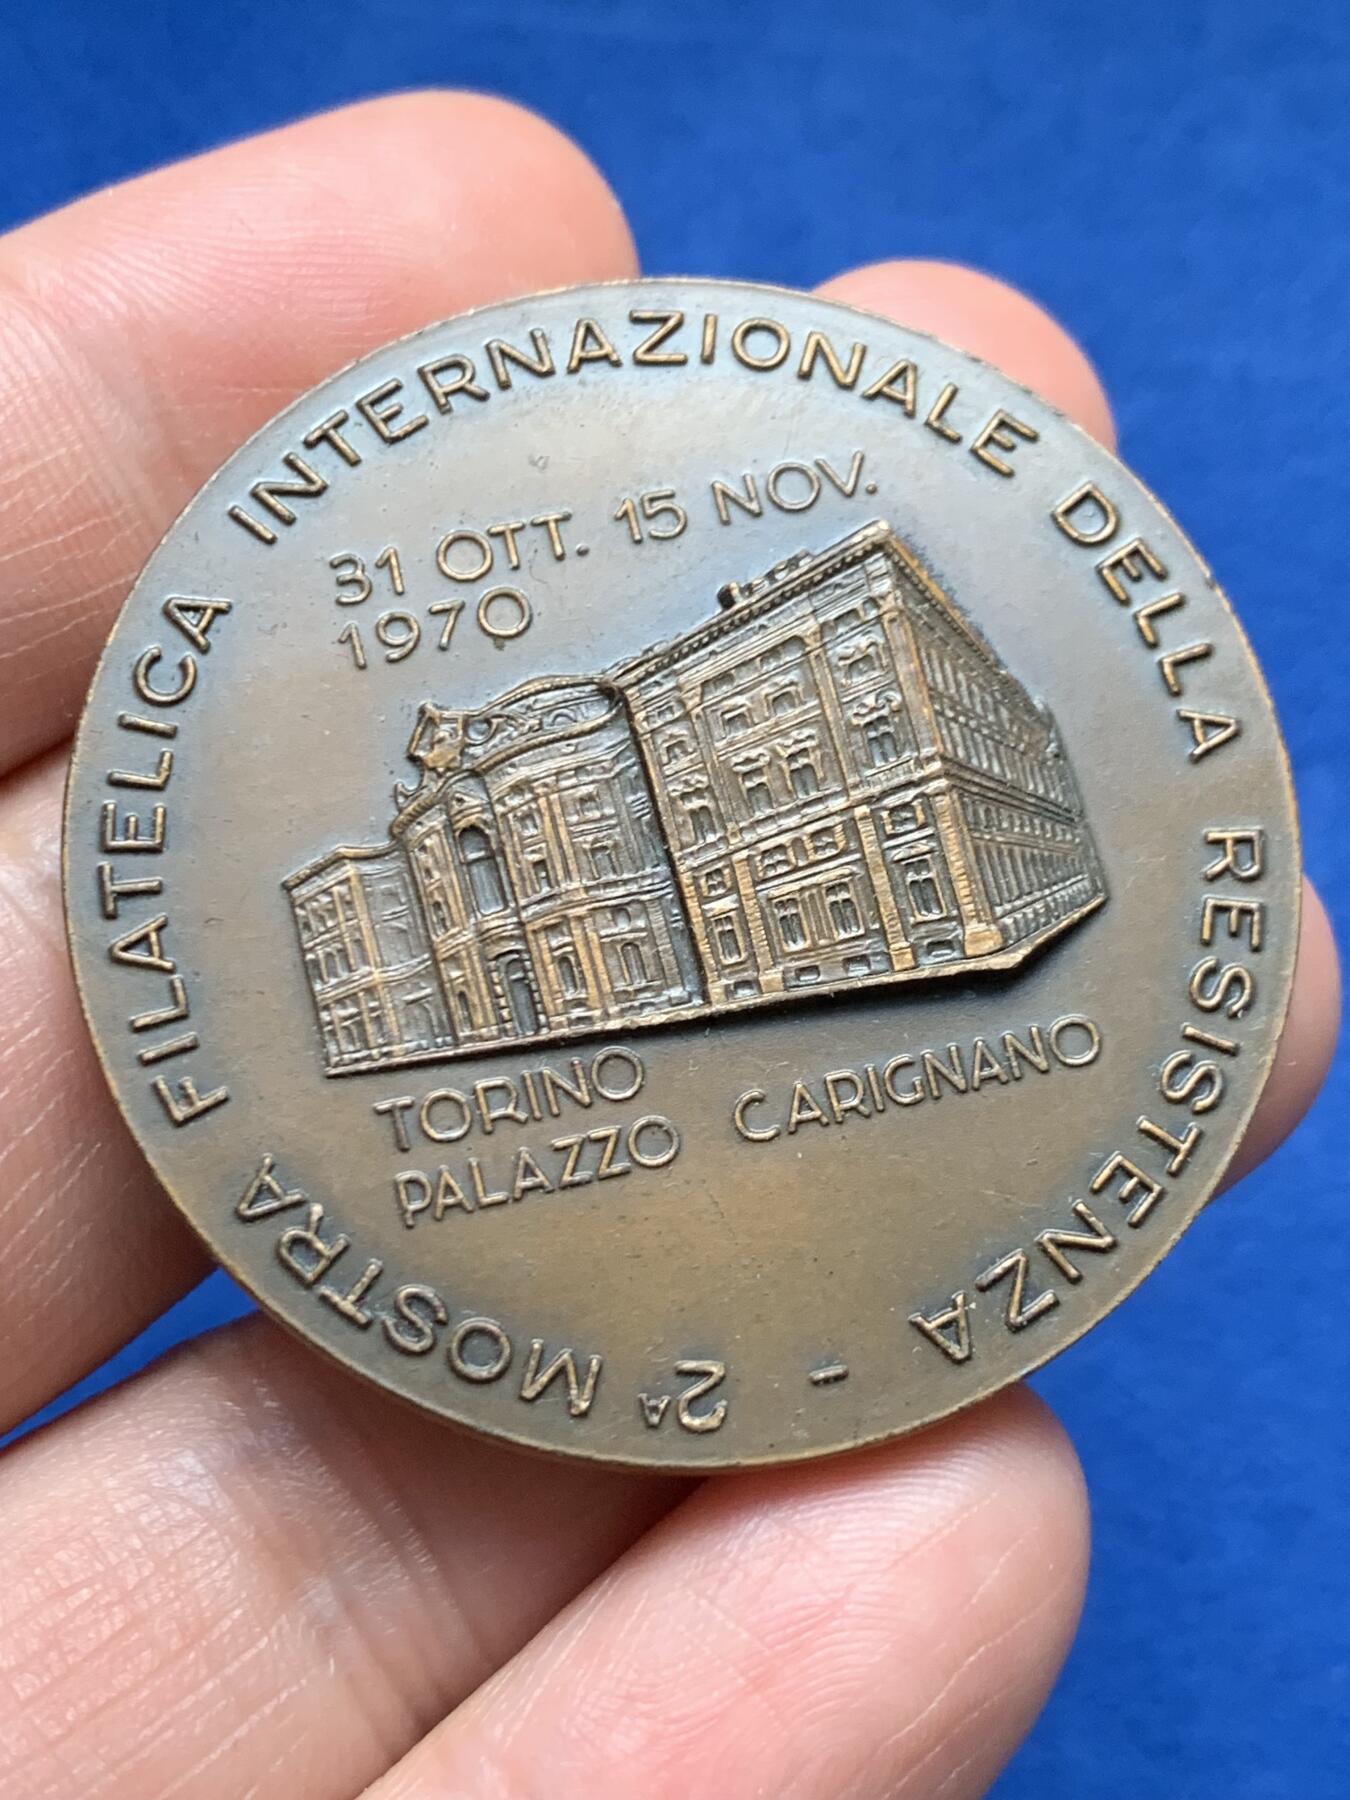 2ᴬ MOSTRA FILATELICA INTERNAZIONALE DELLA RESISTENZA -
31 OTT. 15 NOV.
1970
TORINO
PALAZZO CARIGNANO